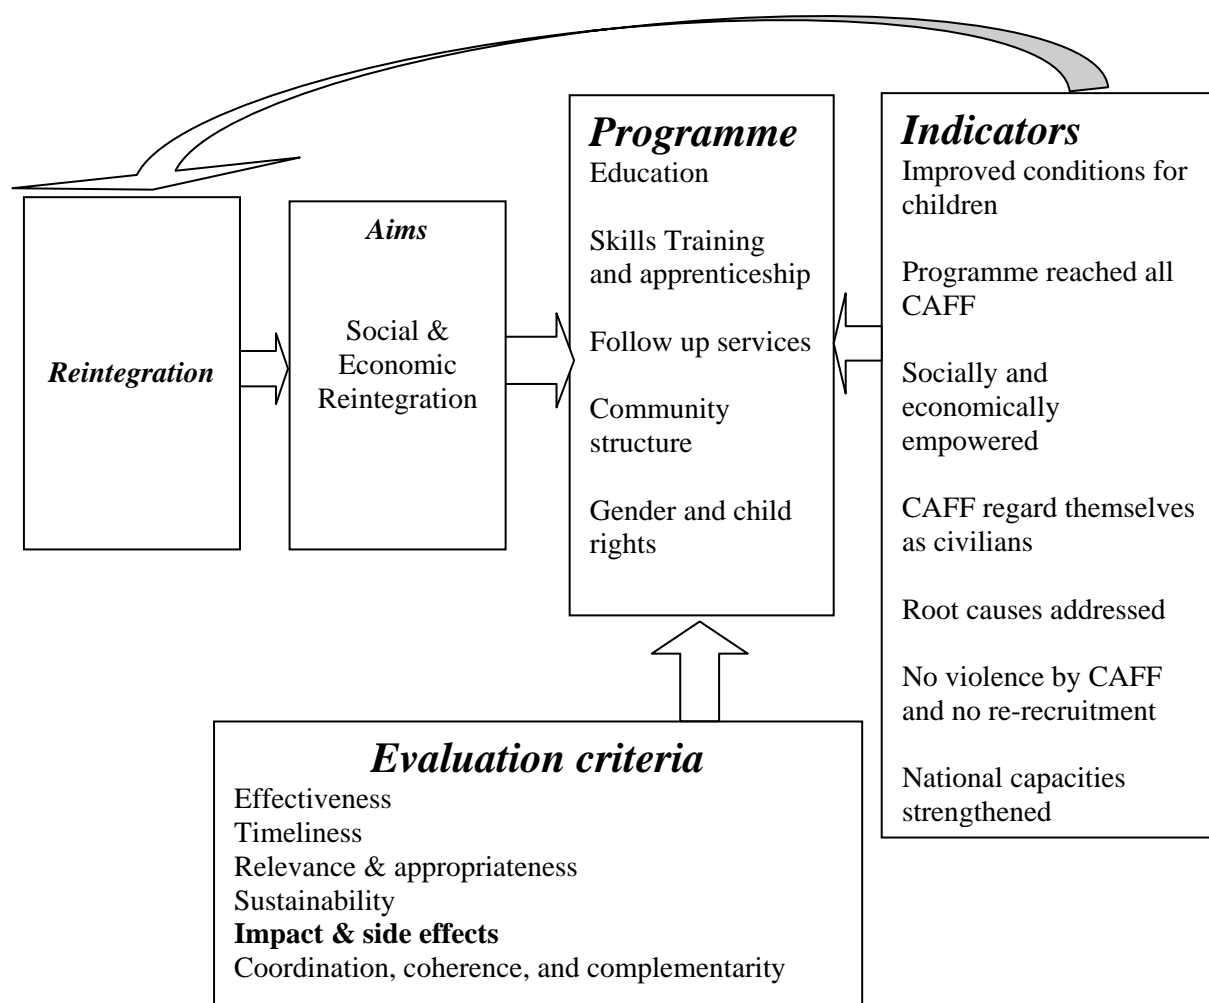 Reintegration
Aims
Social &
Economic
Reintegration
Programme
Education
Skills Training
and apprenticeship
Follow up services
Community
structure
Gender and child
rights
Indicators
Improved conditions for
children
Programme reached all
CAFF
Socially and
economically
empowered
CAFF regard themselves
as civilians
Root causes addressed
No violence by CAFF
and no re-recruitment
National capacities
strengthened
Evaluation criteria
Effectiveness
Timeliness
Relevance & appropriateness
Sustainability
Impact & side effects
Coordination, coherence, and complementarity